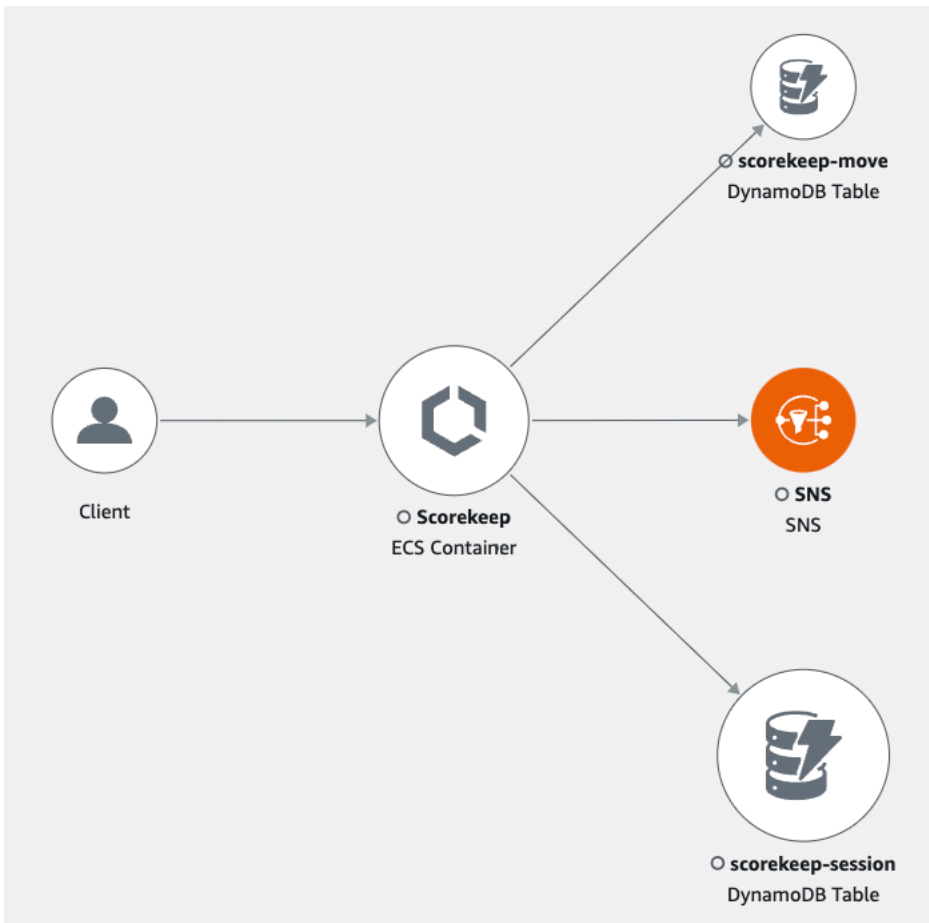 scorekeep-move
DynamoDB Table
Client
Scorekeep
ECS Container
SNS
SNS
scorekeep-session
DynamoDB Table